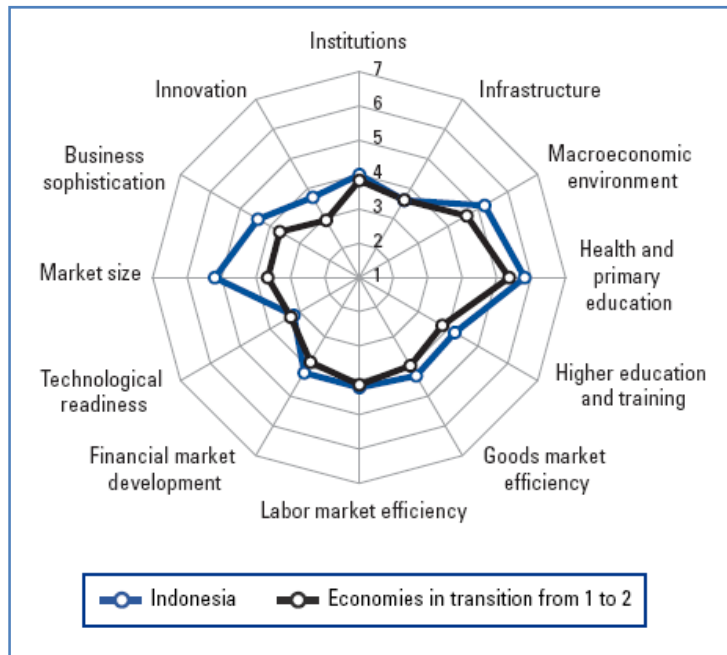 Institutions
7
6
5
4
3
2
1
Infrastructure
Macroeconomic
environment
Health and
primary
education
Higher education
and training
Goods market
efficiency
Labor market efficiency
Financial market
development
Technological
readiness
Market size
Business
sophistication
Innovation
Indonesia
Economies in transition from 1 to 2